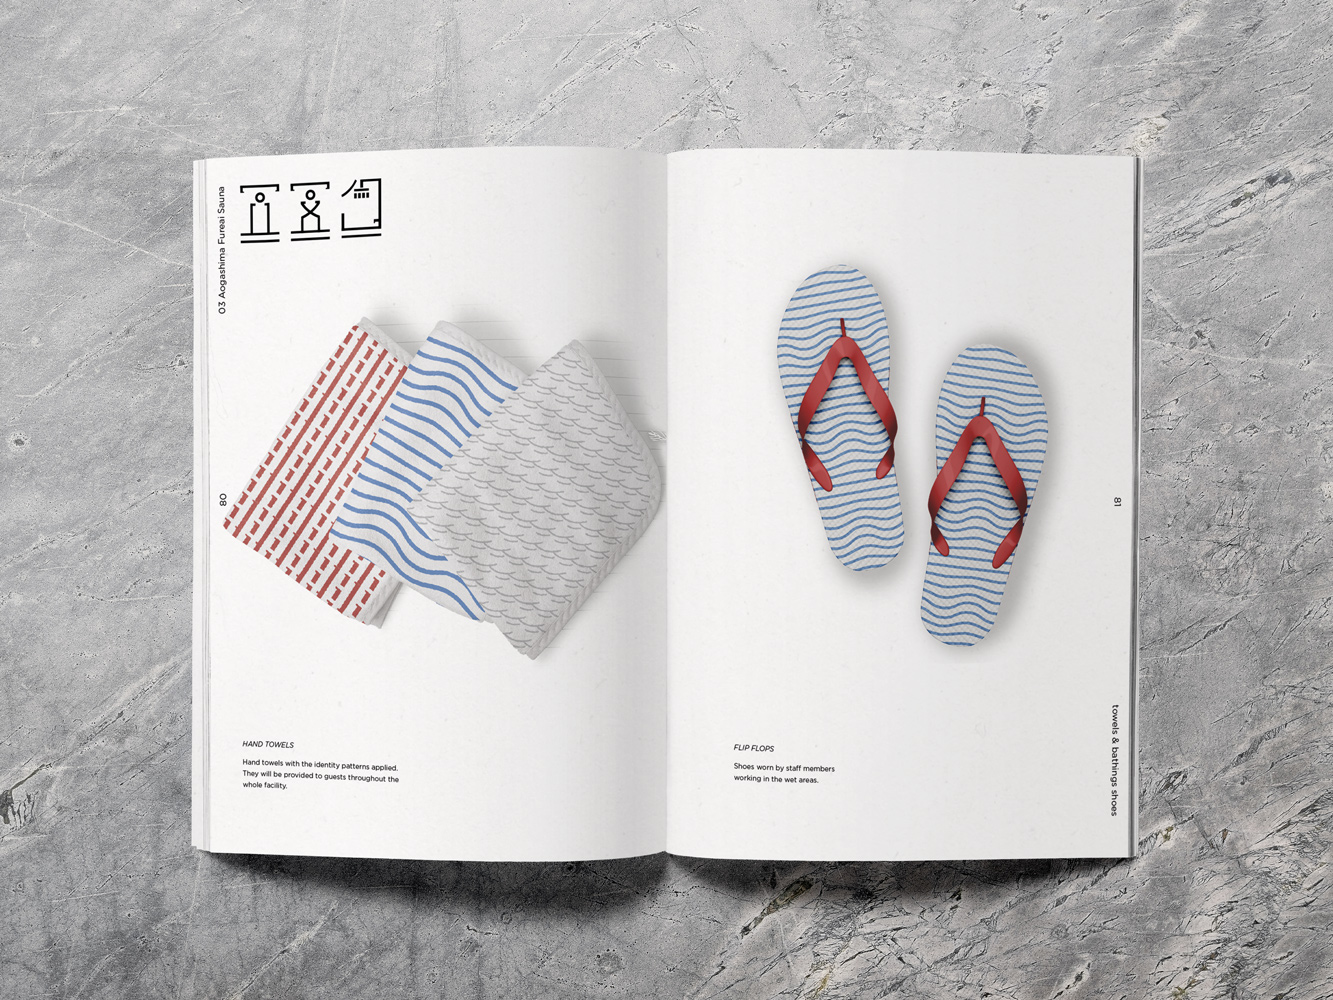 03 Aogashima Fureai Sauna
80
HAND TOWELS
Hand towels with the identity patterns applied.
They will be provided to guests throughout the
whole facility.
81
FLIP FLOPS
Shoes worn by staff members
working in the wet areas.
towels & bathings shoes